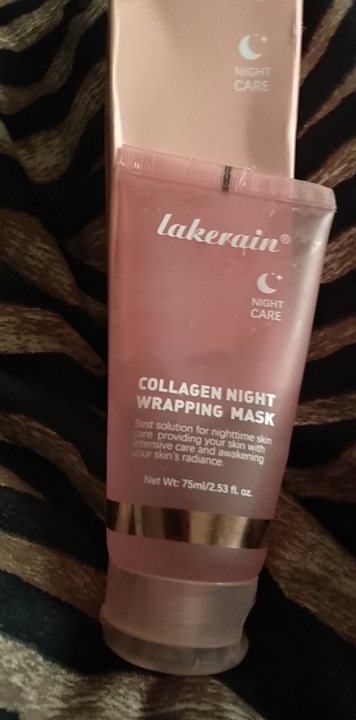 NIGHT
CARE
lakerain®
NIGHT
CARE
COLLAGEN NIGHT
WRAPPING MASK
Best solution for nighttime skin
care providing your skin with
intensive care and awakening
your skin's radiance.
Net Wt: 75ml/2.53 fl. oz.